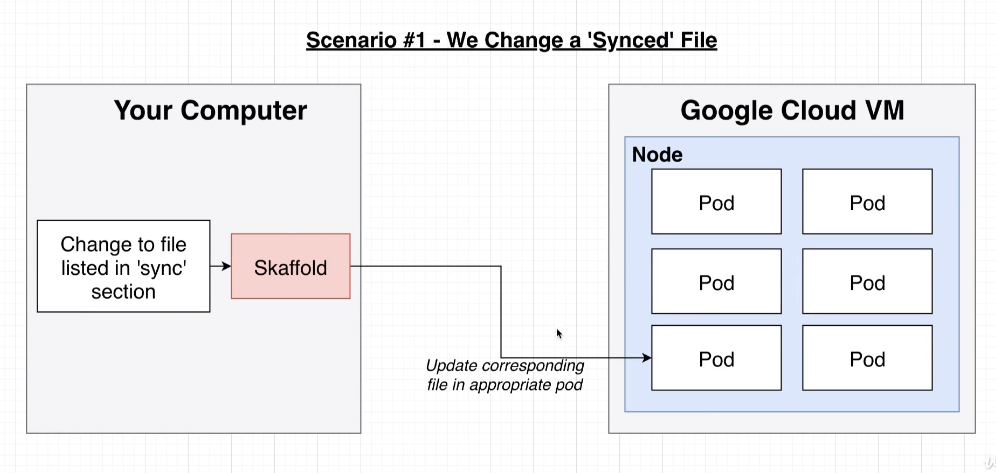 Scenario #1 - We Change a 'Synced' File
Your Computer
Change to file
listed in 'sync'
section
Skaffold
Update corresponding
file in appropriate pod
Google Cloud VM
Node
Pod
Pod
Pod
Pod
Pod
Pod